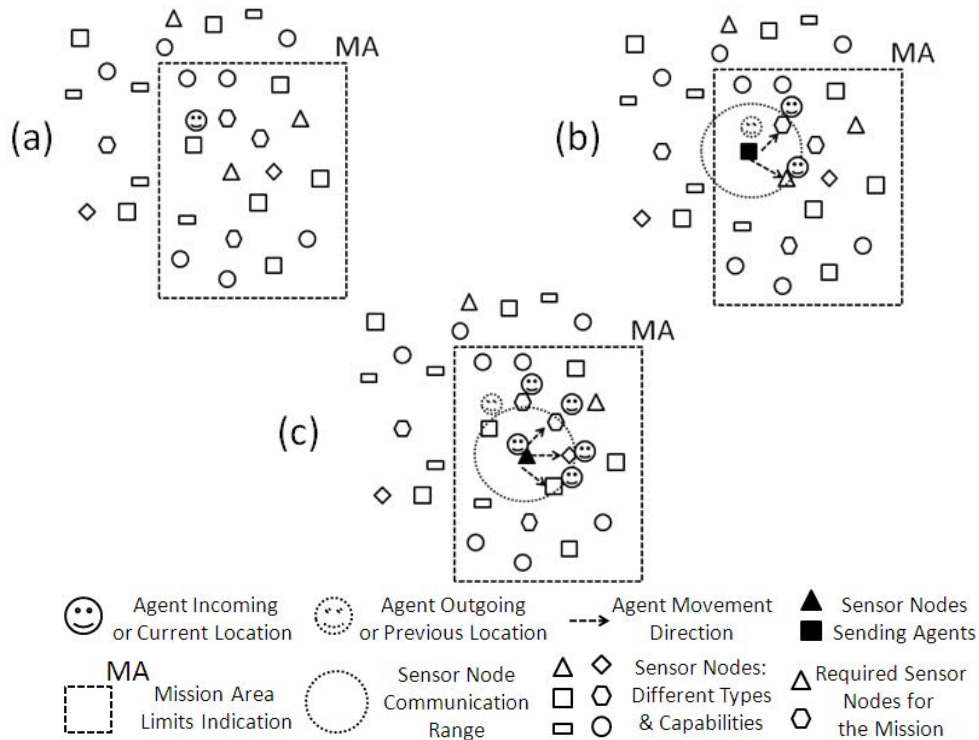 MA
MA
(a)
(b)
MA
(c)
Agent Incoming
or Current Location
Agent Outgoing
or Previous Location
Agent Movement
Direction
Sensor Nodes
Sending Agents
MA
Mission Area
Limits Indication
Sensor Node
Communication
Range
Sensor Nodes:
Different Types
& Capabilities
Required Sensor
Nodes for
the Mission